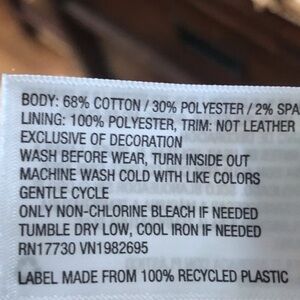 BODY: 68% COTTON / 30% POLYESTER / 2% SPA
LINING: 100% POLYESTER, TRIM: NOT LEATHER
EXCLUSIVE OF DECORATION
WASH BEFORE WEAR, TURN INSIDE OUT
MACHINE WASH COLD WITH LIKE COLORS
GENTLE CYCLE
ONLY NON-CHLORINE BLEACH IF NEEDED
TUMBLE DRY LOW, COOL IRON IF NEEDED
RN17730 VN1982695
LABEL MADE FROM 100% RECYCLED PLASTIC